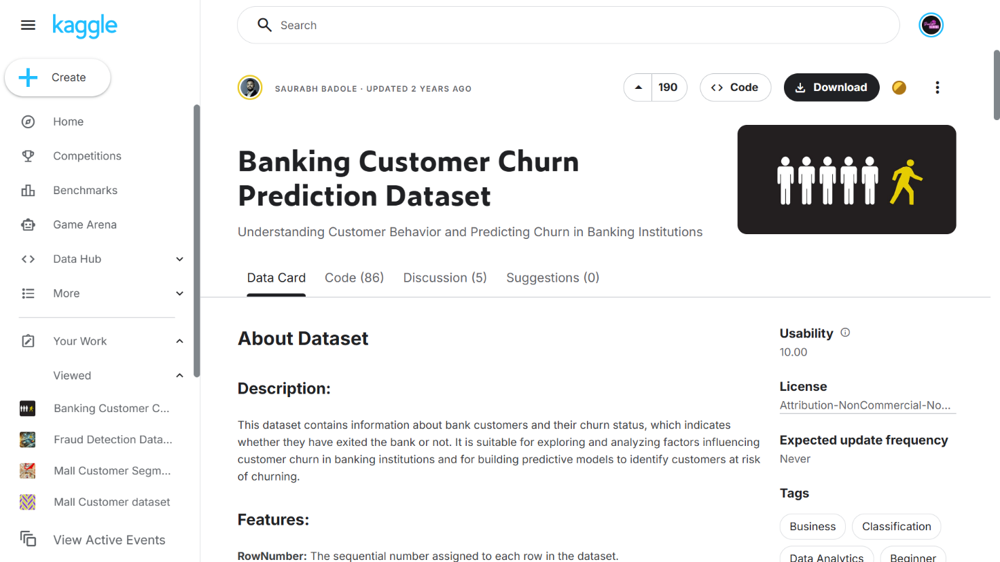 kaggle
Search
Create
Home
Competitions
Benchmarks
Game Arena
Data Hub
More
Your Work
Viewed
Banking Customer C...
Fraud Detection Data...
Mall Customer Segm...
Mall Customer dataset
View Active Events
SAURABH BADOLE · UPDATED 2 YEARS AGO
190
Code
Download
Banking Customer Churn
Prediction Dataset
Understanding Customer Behavior and Predicting Churn in Banking Institutions
Data Card Code (86) Discussion (5) Suggestions (0)
About Dataset
Description:
This dataset contains information about bank customers and their churn status, which indicates
whether they have exited the bank or not. It is suitable for exploring and analyzing factors influencing
customer churn in banking institutions and for building predictive models to identify customers at risk
of churning.
Features:
RowNumber: The sequential number assigned to each row in the dataset.
Usability
10.00
License
Attribution-NonCommercial-No...
Expected update frequency
Never
Tags
Business Classification
Data Analytics Beginner